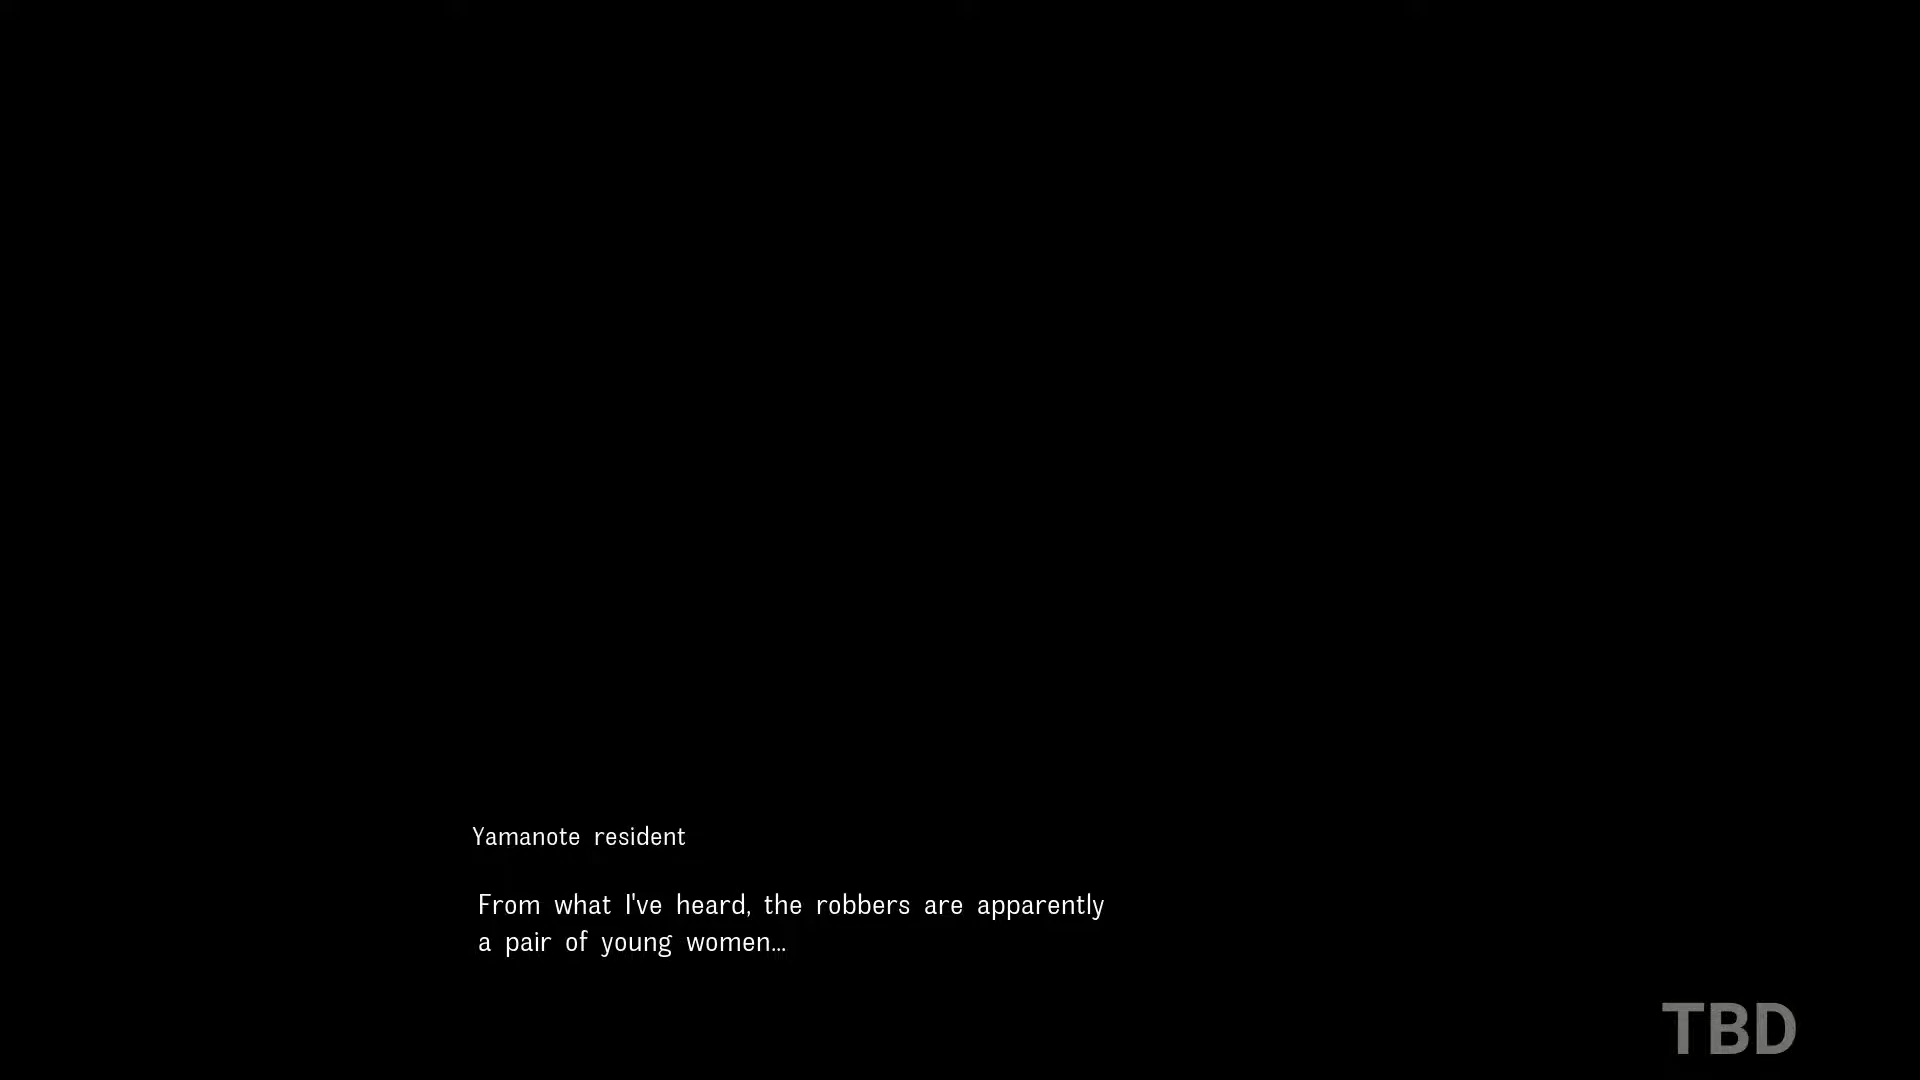 Yamanote resident
From what I've heard, the robbers are apparently
a pair of young women...
TBD